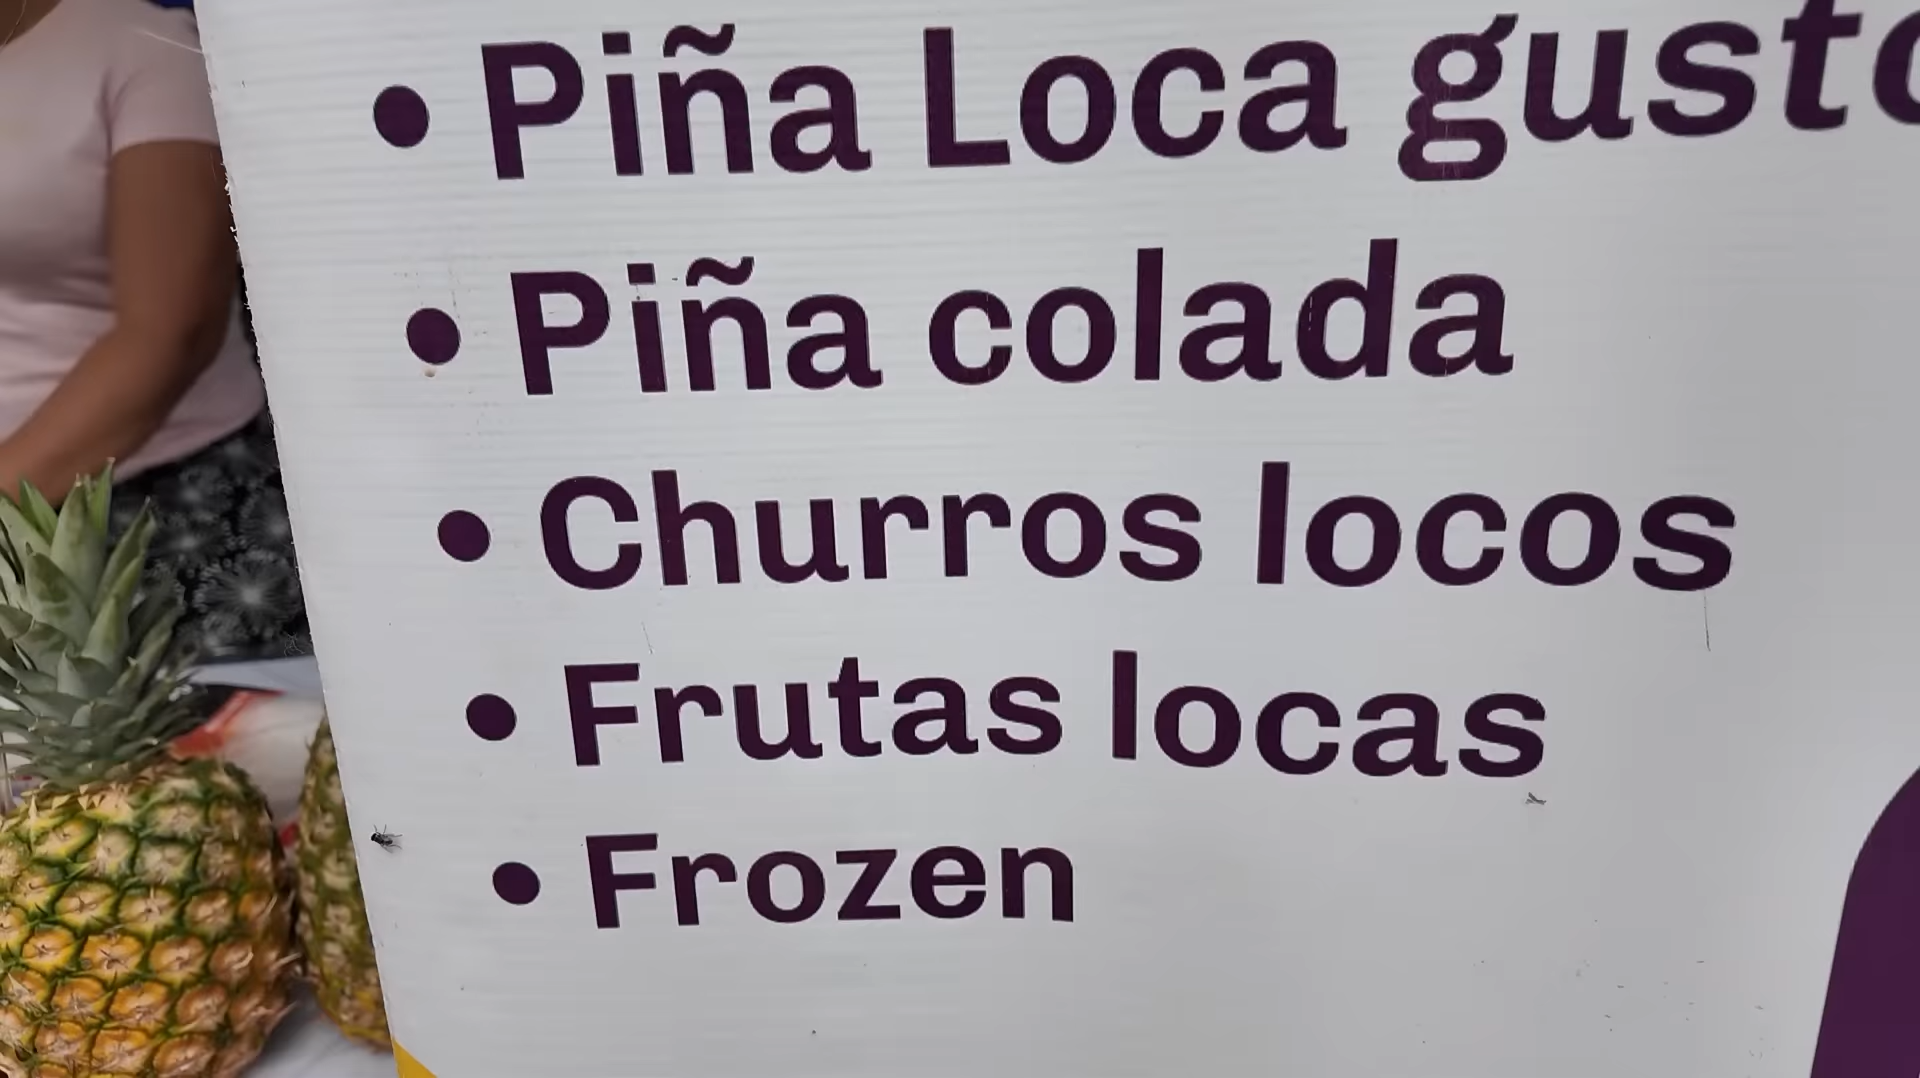 • Piña Loca gusto
• Piña colada
• Churros locos
• Frutas locas
• Frozen